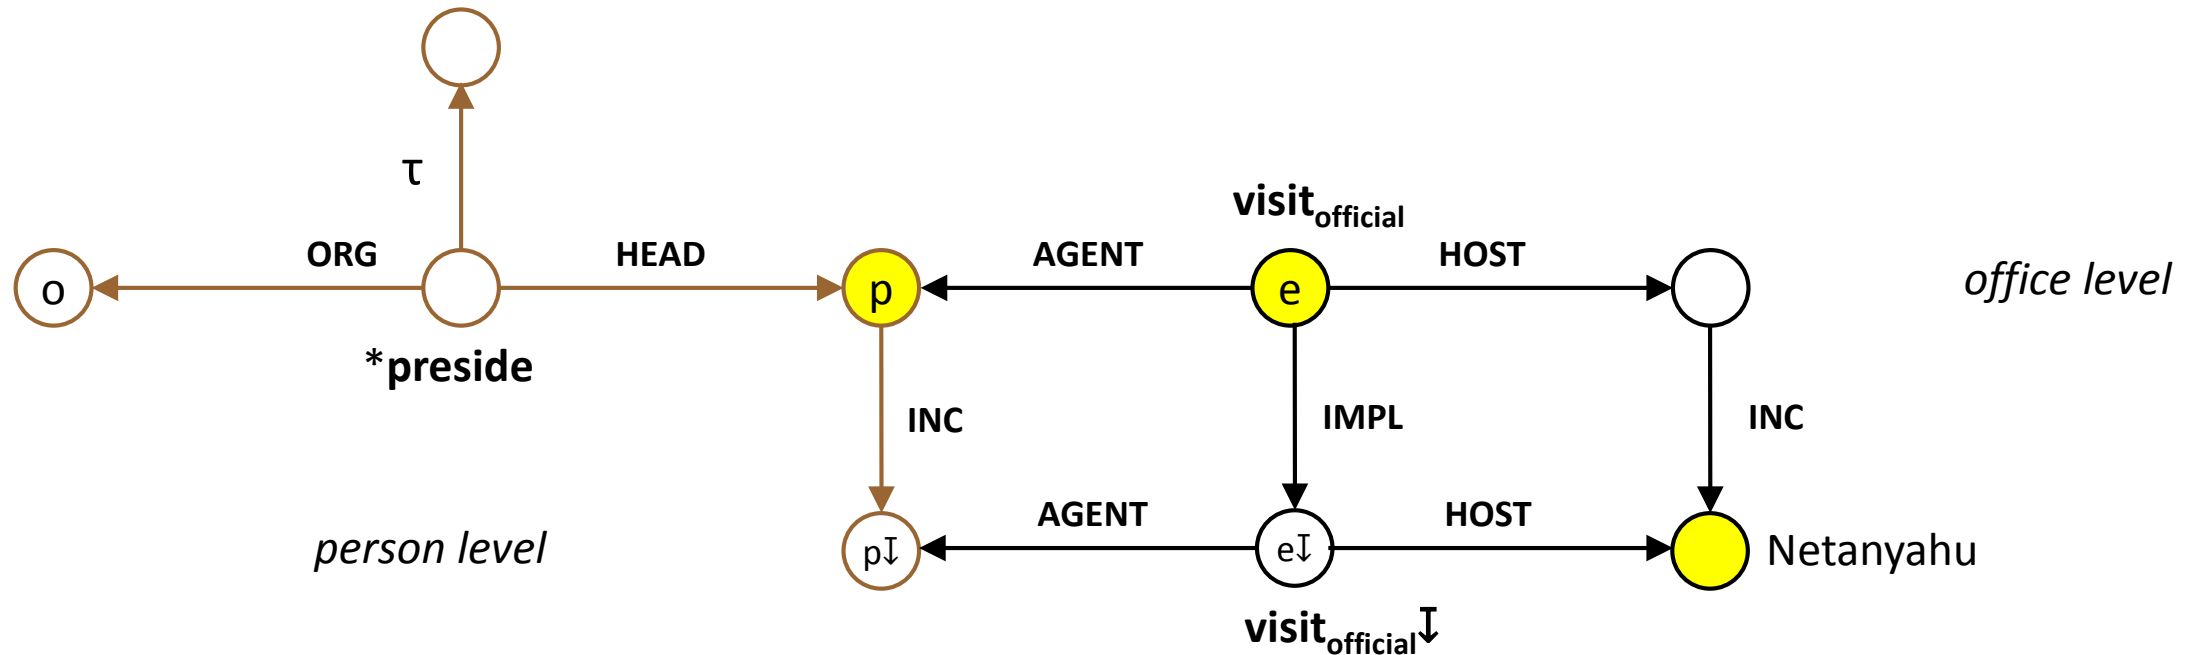 τ
visit_official
ORG HEAD AGENT HOST
o p e office level
*preside
INC IMPL INC
AGENT HOST
person level p↧ e↧ Netanyahu
visit_official↧